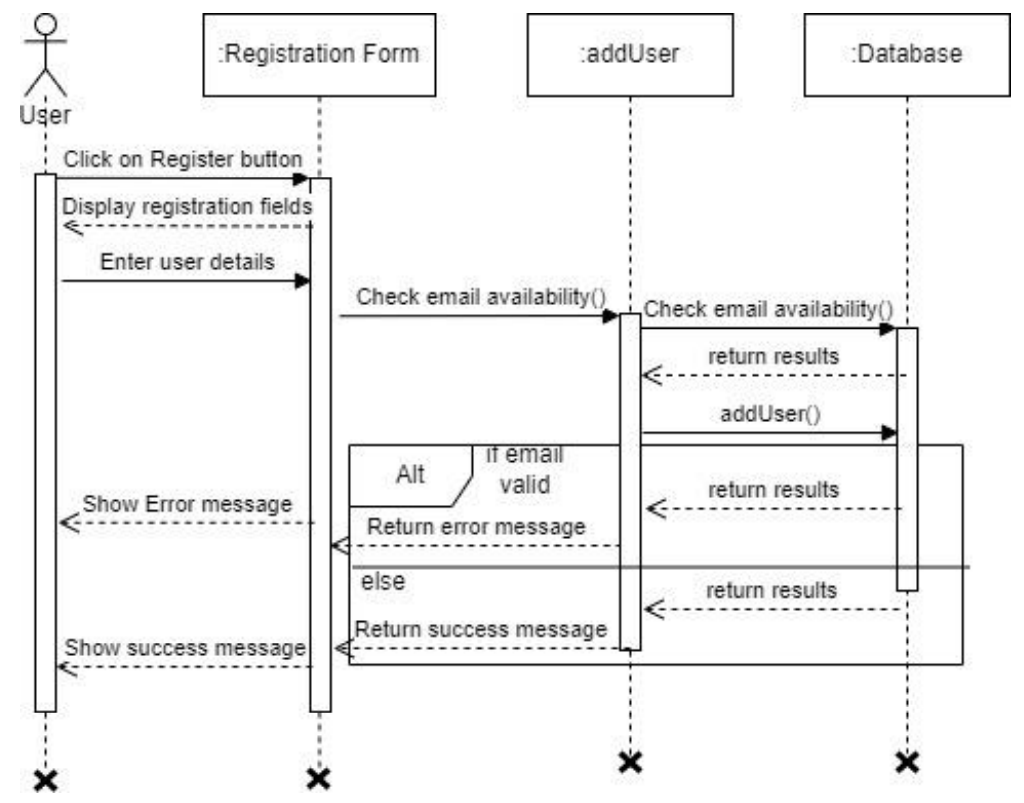 :Registration Form
:addUser
:Database
User
Click on Register button
Display registration fields
Enter user details
Check email availability()
Check email availability()
return results
addUser()
Alt
if email
valid
return results
Show Error message
Return error message
else
return results
Return success message
Show success message